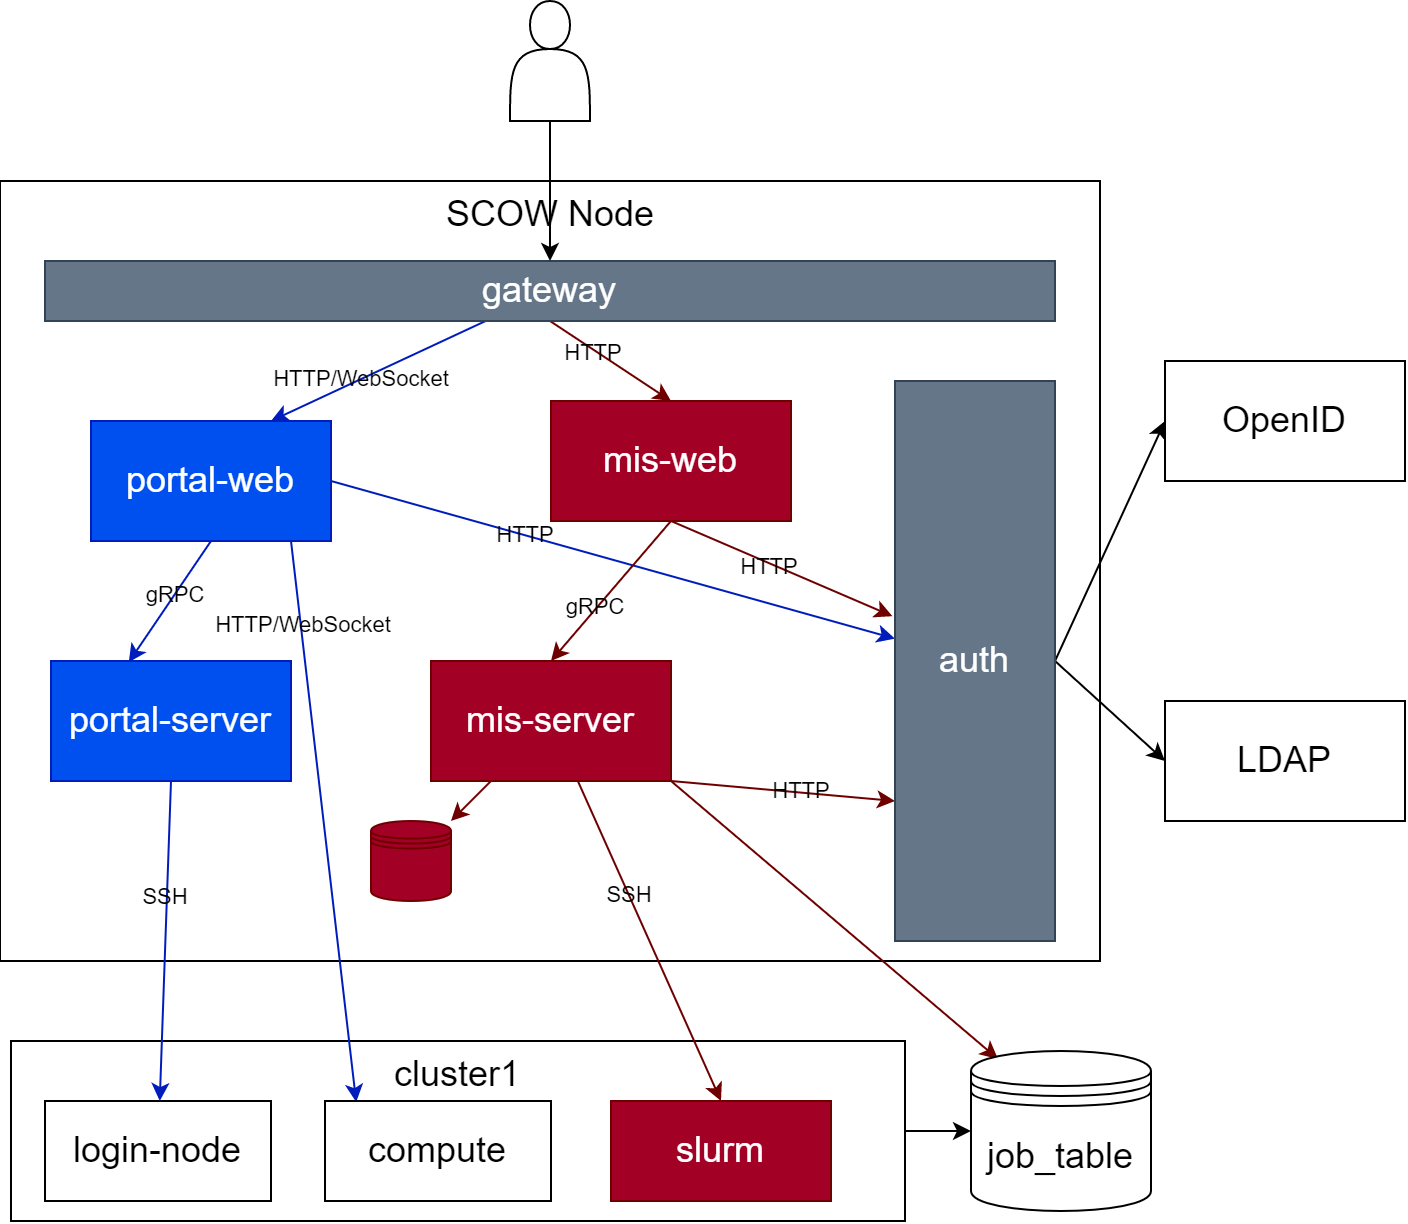 SCOW Node
gateway
HTTP
HTTP/WebSocket
portal-web
mis-web
OpenID
HTTP
HTTP
gRPC
gRPC
HTTP/WebSocket
auth
portal-server
mis-server
LDAP
HTTP
SSH
SSH
cluster1
login-node
compute
slurm
job_table